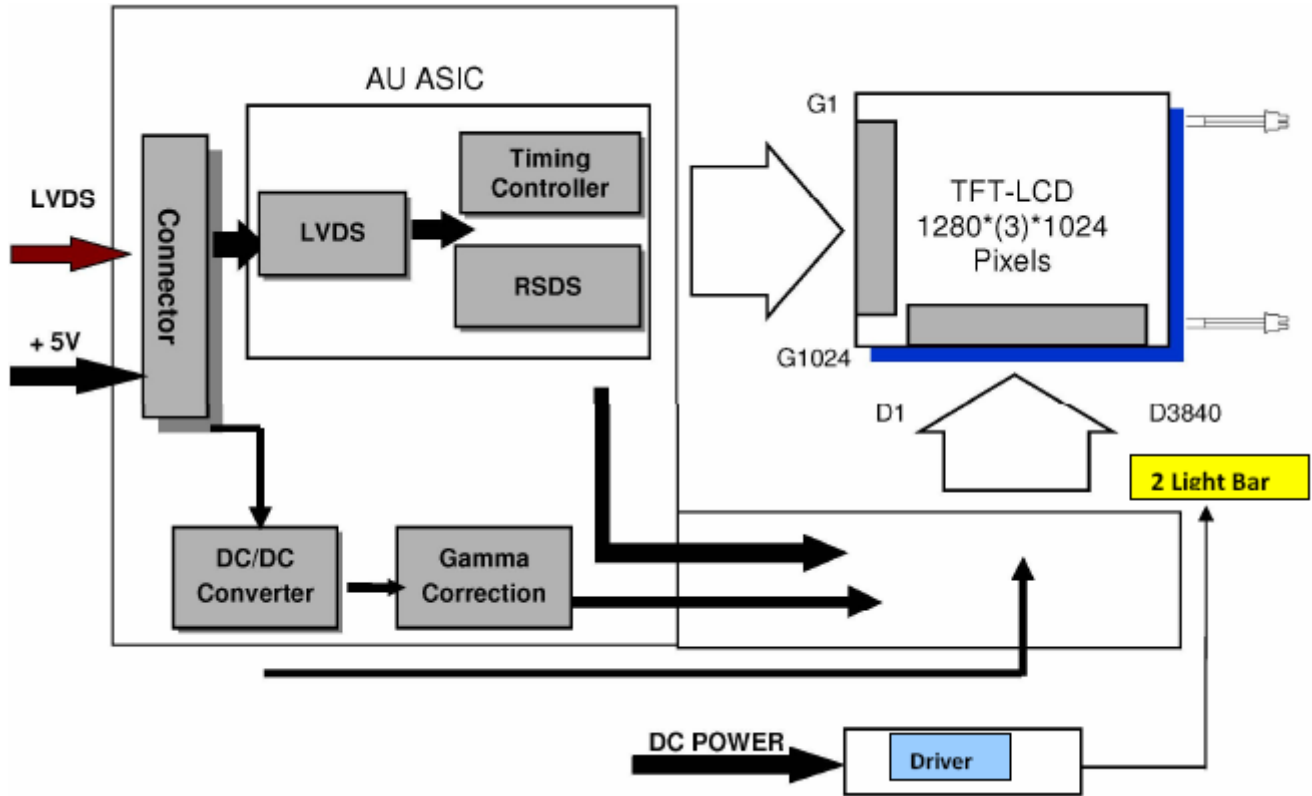 AU ASIC
LVDS
+ 5V
Connector
LVDS
Timing
Controller
RSDS
G1
TFT-LCD
1280*(3)*1024
Pixels
G1024
D1
D3840
2 Light Bar
DC/DC
Converter
Gamma
Correction
DC POWER
Driver